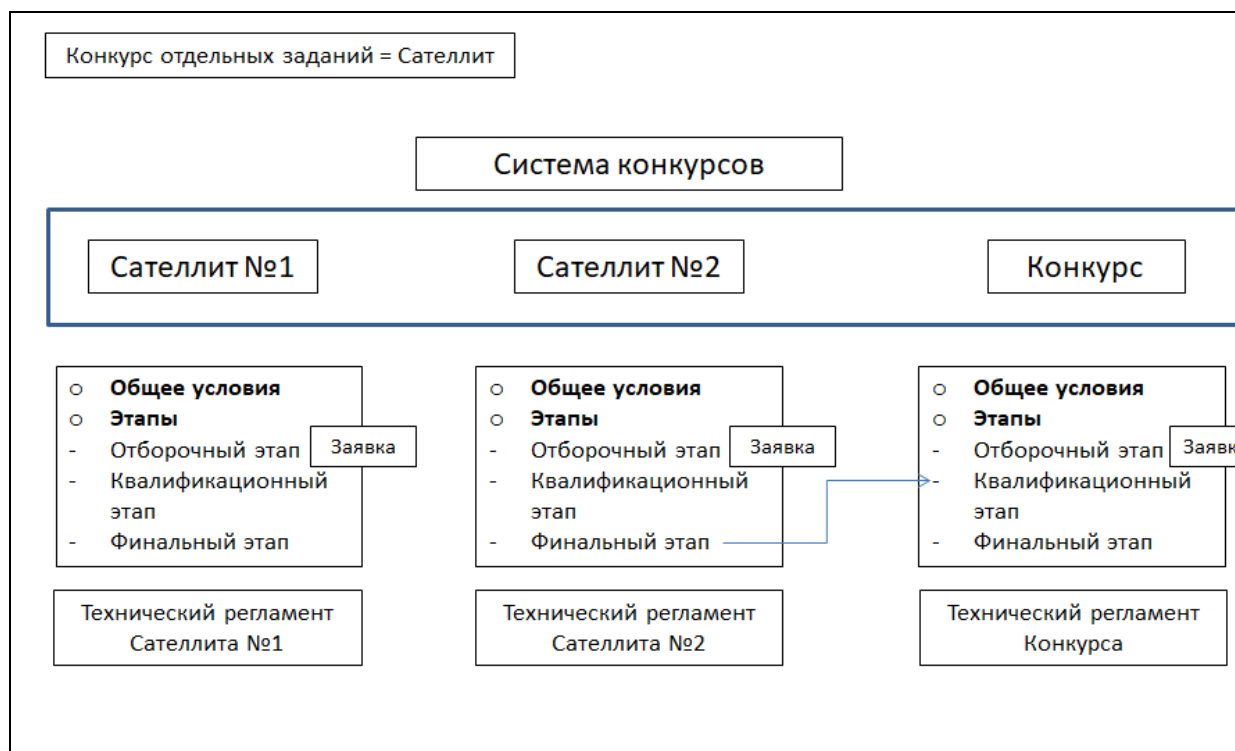 Конкурс отдельных заданий = Сателлит
Система конкурсов
Сателлит №1
Сателлит №2
Конкурс
o Общее условия
o Этапы
- Отборочный этап
Заявка
- Квалификационный
этап
- Финальный этап
o Общее условия
o Этапы
- Отборочный этап
Заявка
- Квалификационный
этап
- Финальный этап
o Общее условия
o Этапы
- Отборочный этап
Заявк
- Квалификационный
этап
- Финальный этап
Технический регламент
Сателлита №1
Технический регламент
Сателлита №2
Технический регламент
Конкурса